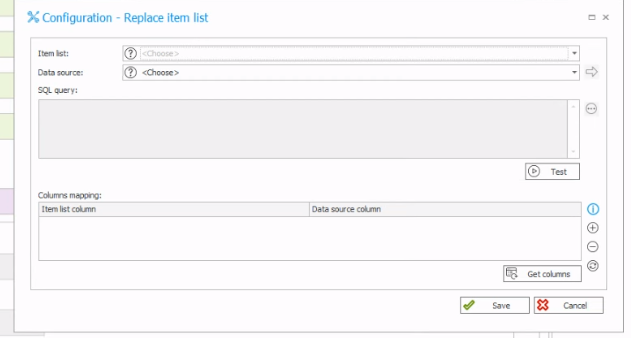 Configuration - Replace item list
Item list: <Choose>
Data source: <Choose>
SQL query:
Test
Columns mapping:
Item list column Data source column
Get columns
Save Cancel